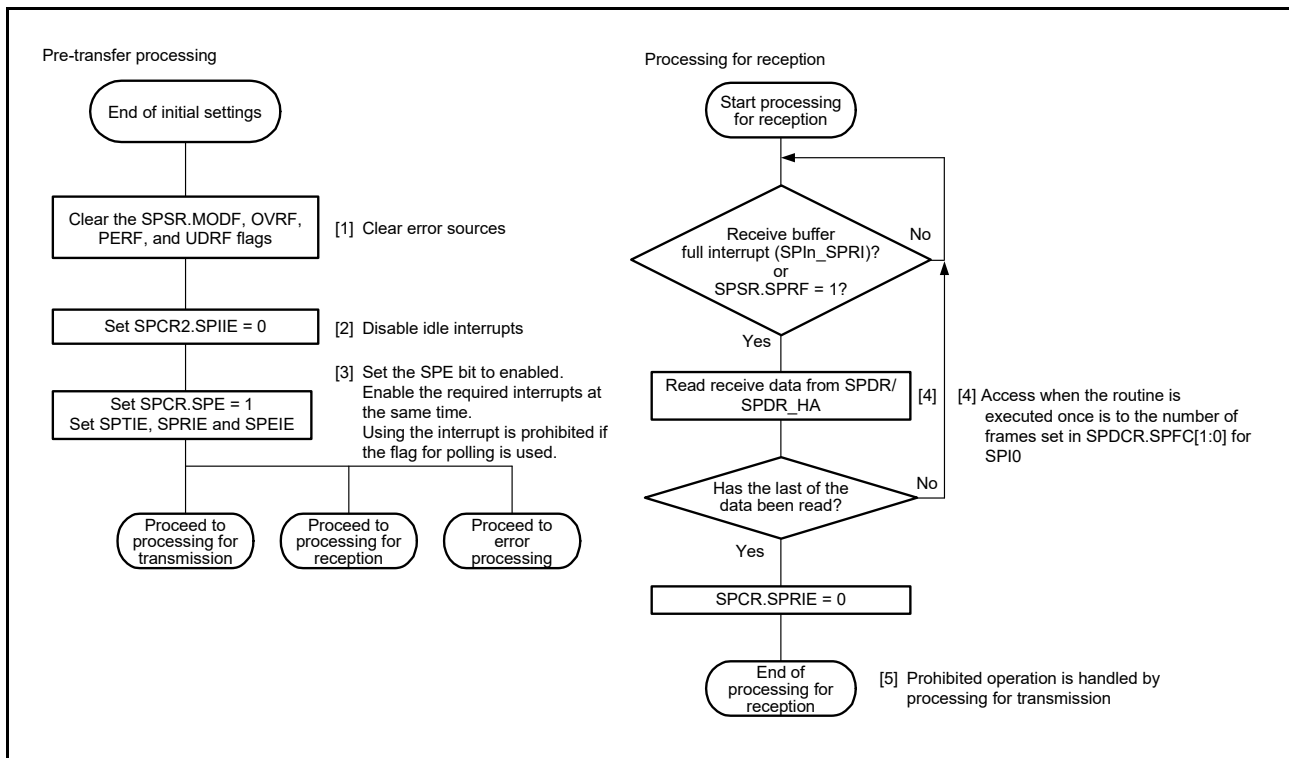 Pre-transfer processing
End of initial settings
Clear the SPSR.MODF, OVRF,
PERF, and UDRF flags
[1] Clear error sources
Set SPCR2.SPIIE = 0
[2] Disable idle interrupts
Set SPCR.SPE = 1
Set SPTIE, SPRIE and SPEIE
[3] Set the SPE bit to enabled.
Enable the required interrupts at
the same time.
Using the interrupt is prohibited if
the flag for polling is used.
Proceed to
processing for
transmission
Proceed to
processing for
reception
Proceed to
error
processing
Processing for reception
Start processing
for reception
Receive buffer
full interrupt (SPIn_SPRI)?
or
SPSR.SPRF = 1?
No
Yes
Read receive data from SPDR/
SPDR_HA
[4]
[4] Access when the routine is
executed once is to the number of
frames set in SPDCR.SPFC[1:0] for
SPI0
Has the last of the
data been read?
No
Yes
SPCR.SPRIE = 0
End of
processing for
reception
[5] Prohibited operation is handled by
processing for transmission